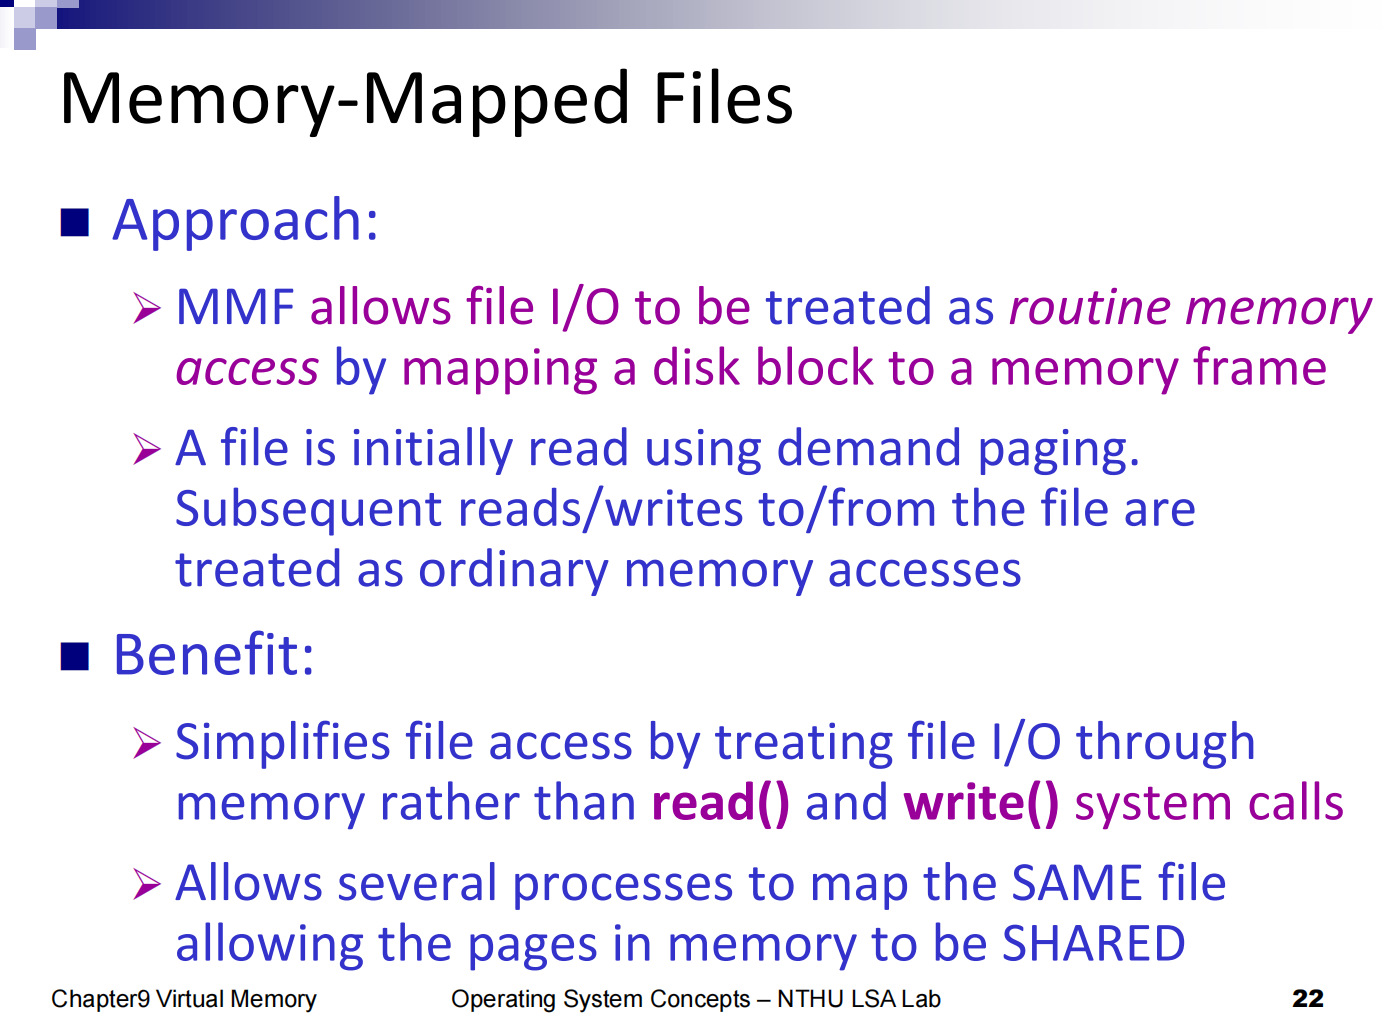 Memory-Mapped Files
Approach:
MMF allows file I/O to be treated as routine memory
access by mapping a disk block to a memory frame
A file is initially read using demand paging.
Subsequent reads/writes to/from the file are
treated as ordinary memory accesses
Benefit:
Simplifies file access by treating file I/O through
memory rather than read() and write() system calls
Allows several processes to map the SAME file
allowing the pages in memory to be SHARED
Chapter9 Virtual Memory
Operating System Concepts – NTHU LSA Lab
22